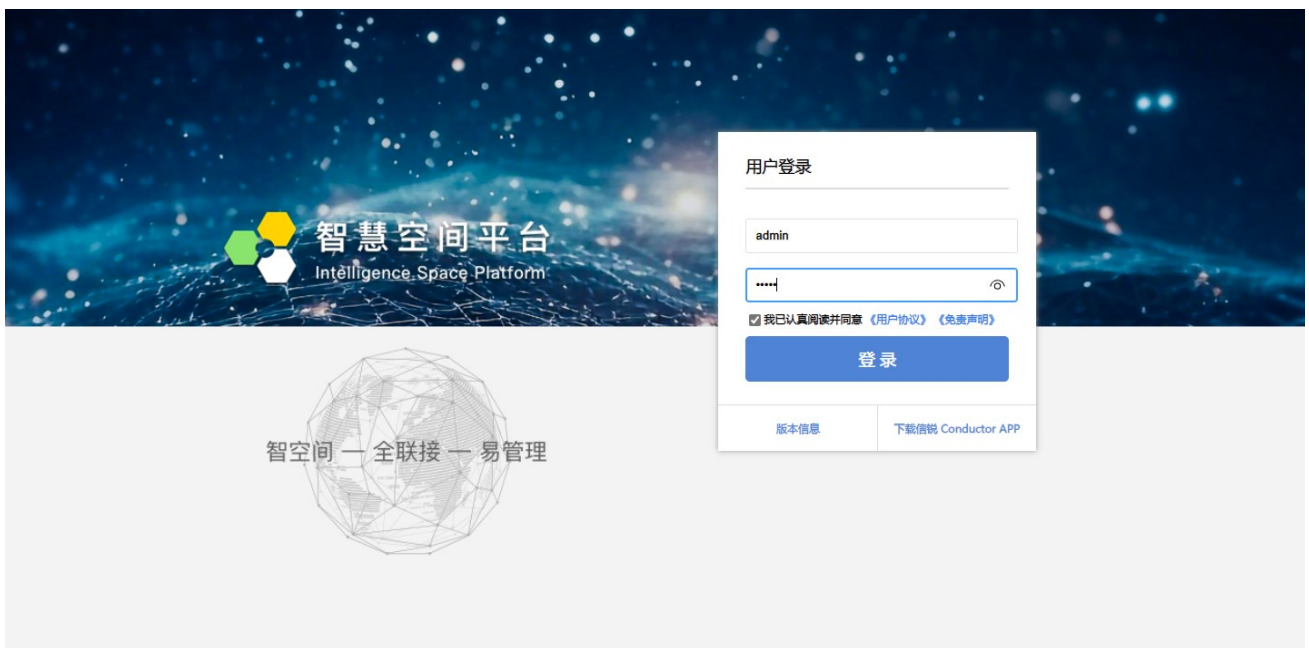 智慧空间平台
Intelligence Space Platform
智空间 — 全联接 — 易管理
用户登录
admin
•••••
我已认真阅读并同意 《用户协议》 《免责声明》
登录
版本信息
下载信锐 Conductor APP